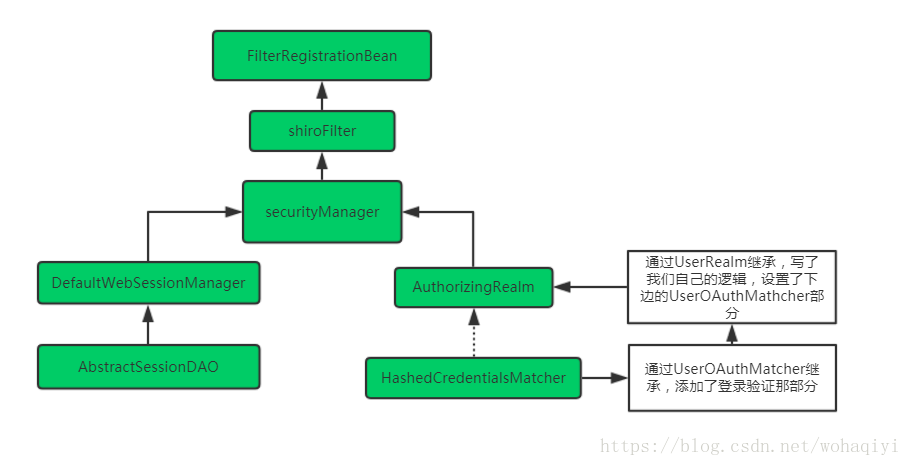 FilterRegistrationBean
shiroFilter
securityManager
DefaultWebSessionManager
AuthorizingRealm
通过UserRealm继承，写了
我们自己的逻辑，设置了下
边的UserOAuthMathcher部
分
AbstractSessionDAO
HashedCredentialsMatcher
通过UserOAuthMatcher继
承，添加了登录验证那部分
https://blog.csdn.net/wohaqiyi